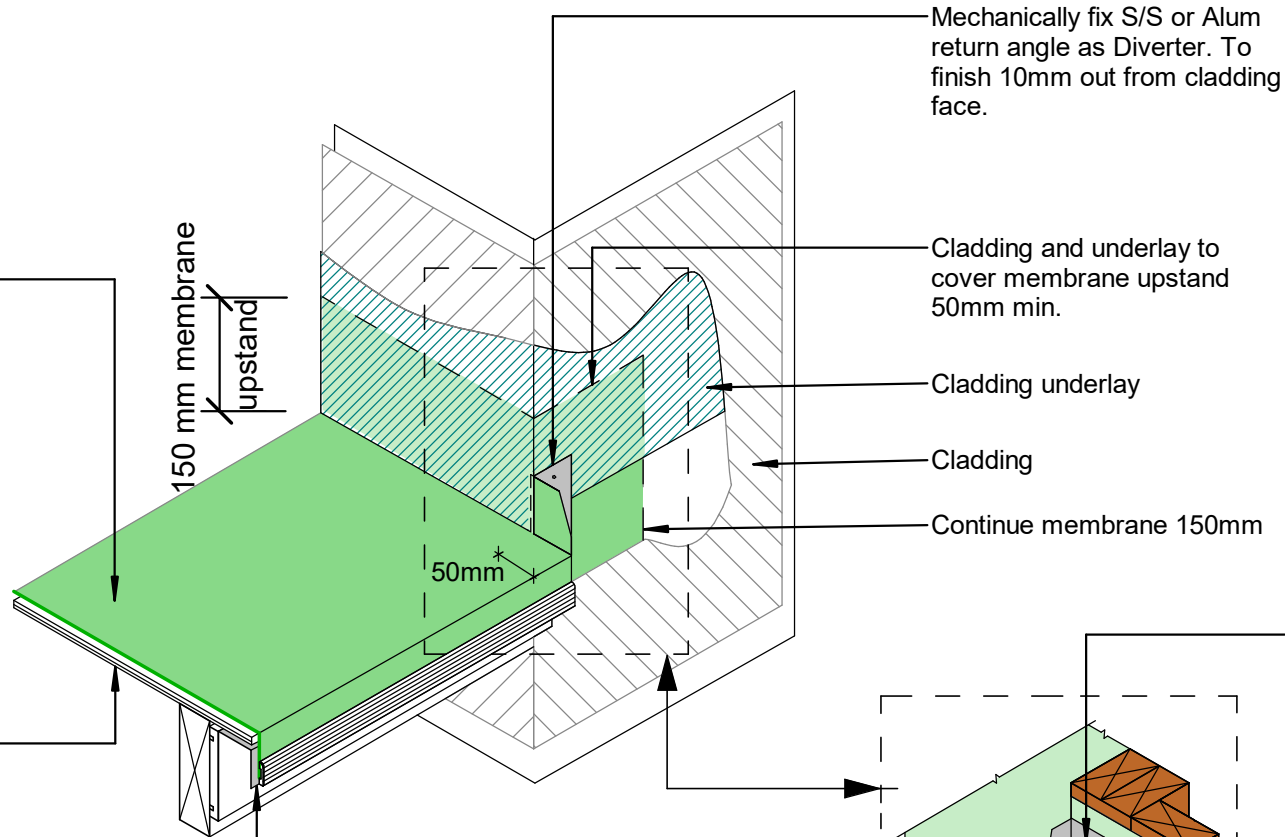 Mechanically fix S/S or Alum
return angle as Diverter. To
finish 10mm out from cladding
face.
150 mm membrane
upstand
Cladding and underlay to
cover membrane upstand
50mm min.
Cladding underlay
Cladding
Continue membrane 150mm
50mm